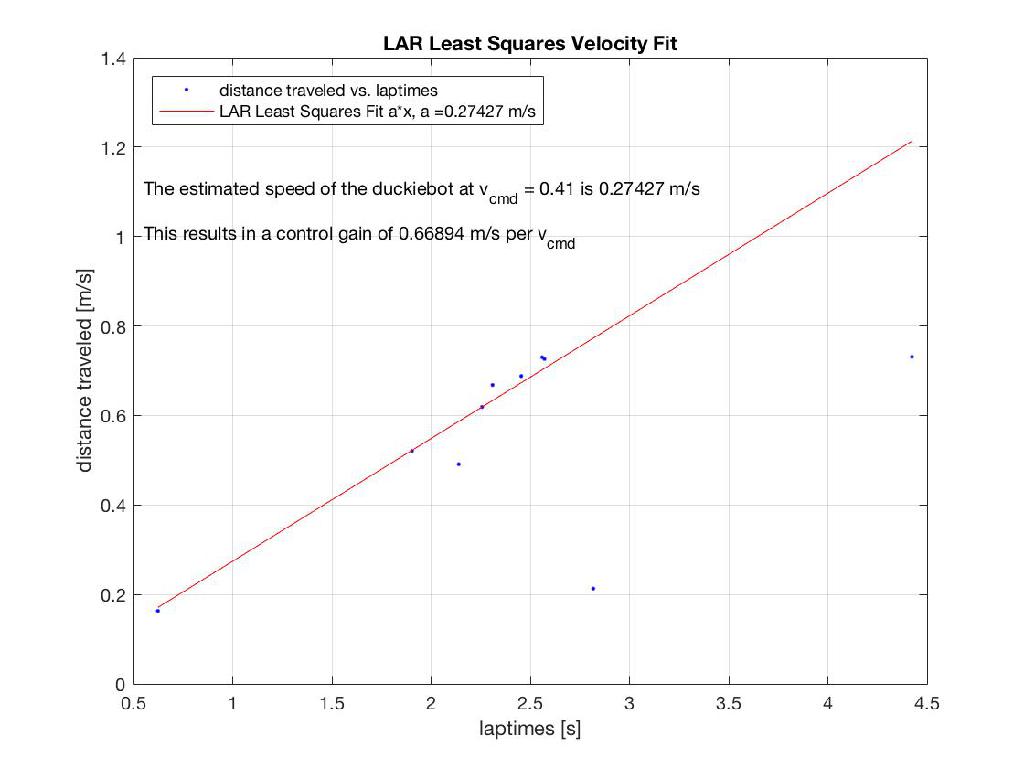 LAR Least Squares Velocity Fit
distance traveled vs. laptimes
LAR Least Squares Fit a*x, a =0.27427 m/s
The estimated speed of the duckiebot at v_cmd = 0.41 is 0.27427 m/s
This results in a control gain of 0.66894 m/s per v_cmd
distance traveled [m/s]
1.4
1.2
1
0.8
0.6
0.4
0.2
0
0.5 1 1.5 2 2.5 3 3.5 4 4.5
laptimes [s]